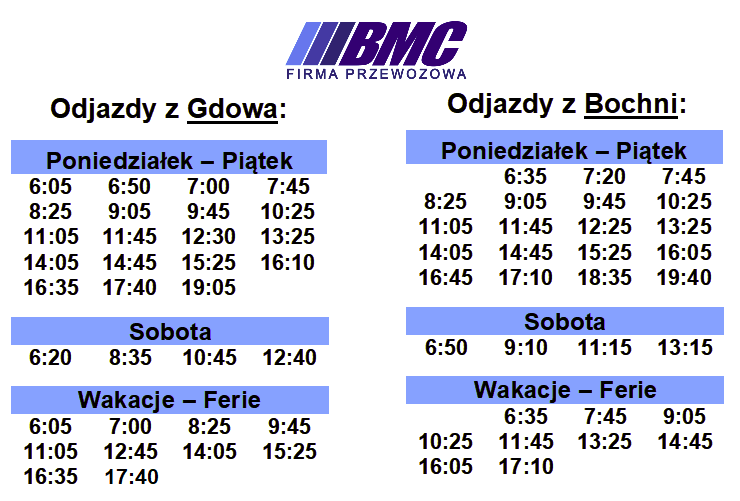 BMC
FIRMA PRZEWOZOWA
Odjazdy z Gdowa:
Poniedziałek – Piątek
6:05 6:50 7:00 7:45
8:25 9:05 9:45 10:25
11:05 11:45 12:30 13:25
14:05 14:45 15:25 16:10
16:35 17:40 19:05
Sobota
6:20 8:35 10:45 12:40
Wakacje – Ferie
6:05 7:00 8:25 9:45
11:05 12:45 14:05 15:25
16:35 17:40
Odjazdy z Bochni:
Poniedziałek – Piątek
6:35 7:20 7:45
8:25 9:05 9:45 10:25
11:05 11:45 12:25 13:25
14:05 14:45 15:25 16:05
16:45 17:10 18:35 19:40
Sobota
6:50 9:10 11:15 13:15
Wakacje – Ferie
6:35 7:45 9:05
10:25 11:45 13:25 14:45
16:05 17:10